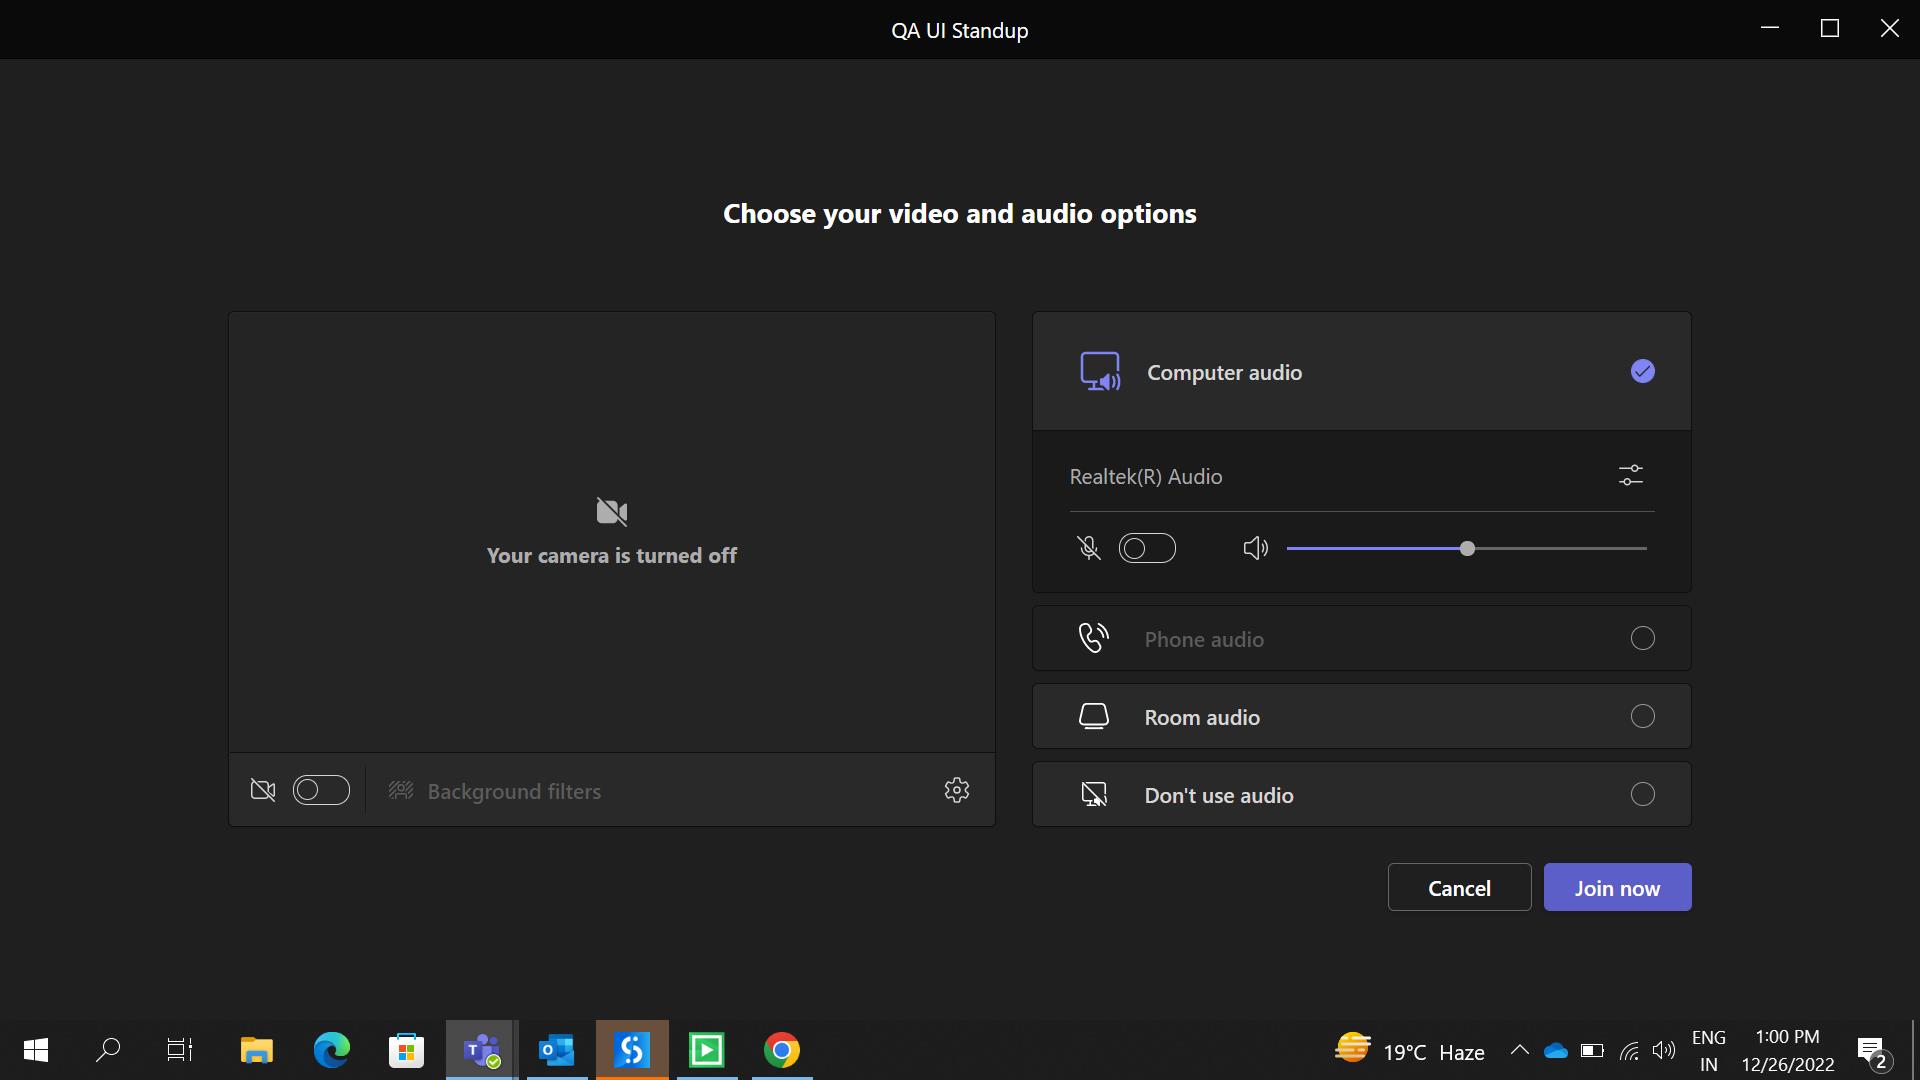 QA UI Standup
Choose your video and audio options
Your camera is turned off
Background filters
Computer audio
Realtek(R) Audio
Phone audio
Room audio
Don't use audio
Cancel
Join now
19°C Haze
ENG
IN
1:00 PM
12/26/2022
2